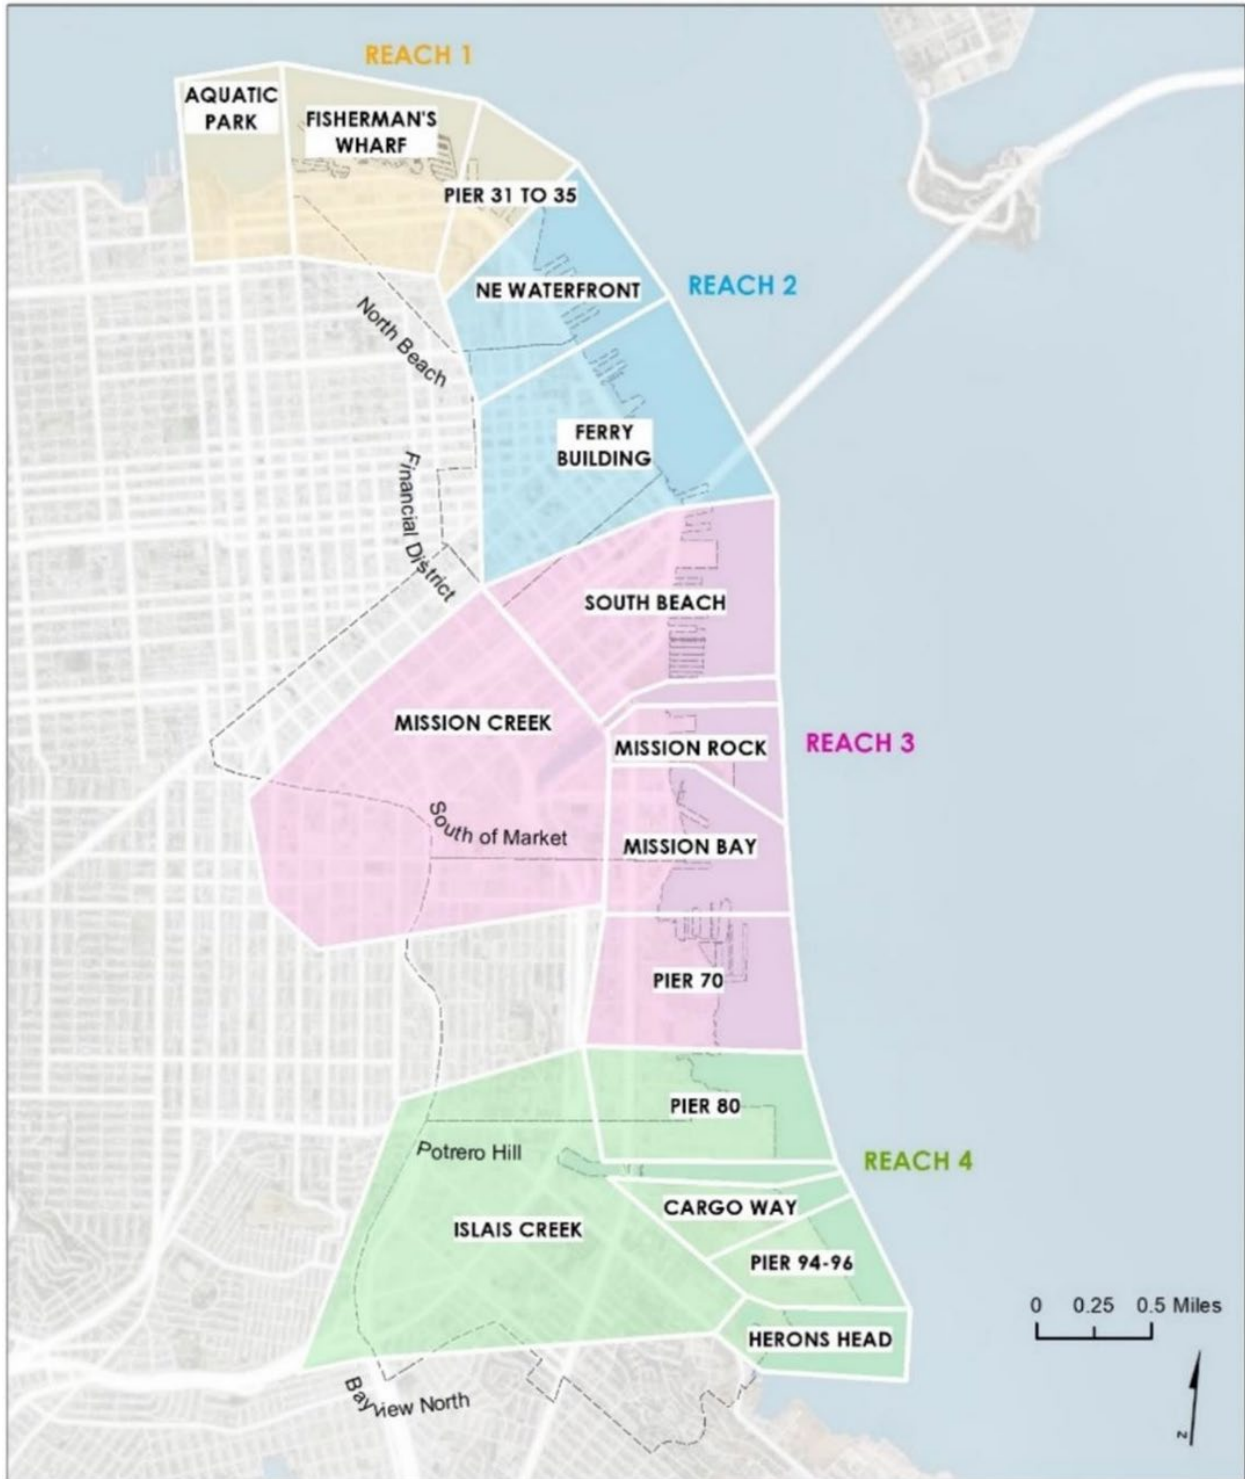 REACH 1
AQUATIC
PARK
FISHERMAN'S
WHARF
PIER 31 TO 35
NE WATERFRONT
REACH 2
North Beach
FERRY
BUILDING
Financial District
SOUTH BEACH
MISSION CREEK
MISSION ROCK
REACH 3
South of Market
MISSION BAY
PIER 70
PIER 80
Potrero Hill
REACH 4
CARGO WAY
ISLAIS CREEK
PIER 94-96
0 0.25 0.5 Miles
HERONS HEAD
Bayview North
N